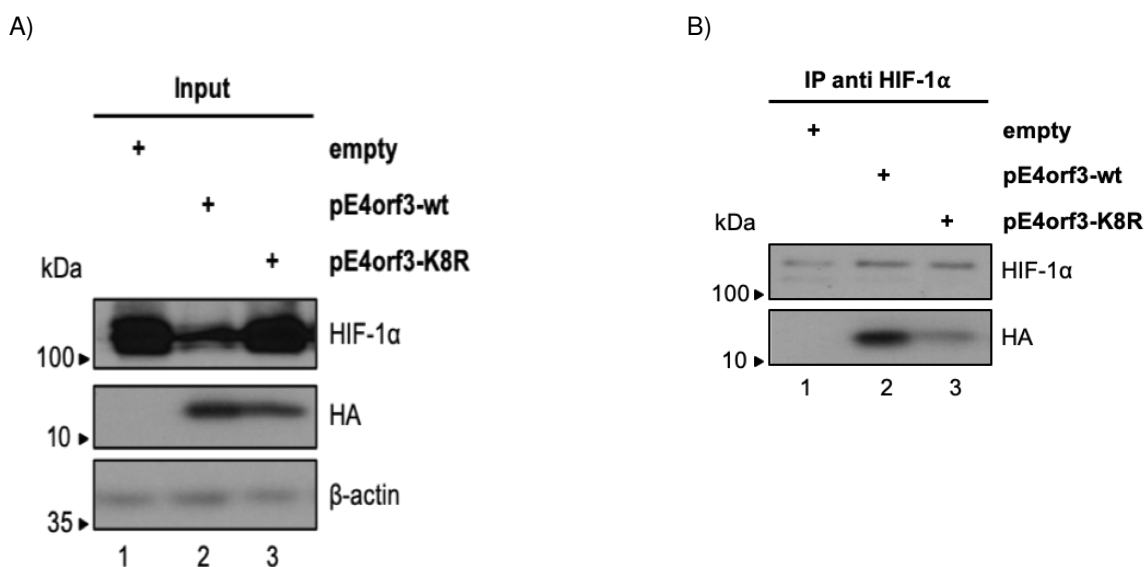 A)
Input
+ empty
+ pE4orf3-wt
+ pE4orf3-K8R
kDa
HIF-1α
100
HA
10
β-actin
35
1 2 3
B)
IP anti HIF-1α
+ empty
+ pE4orf3-wt
+ pE4orf3-K8R
kDa
HIF-1α
100
HA
10
1 2 3